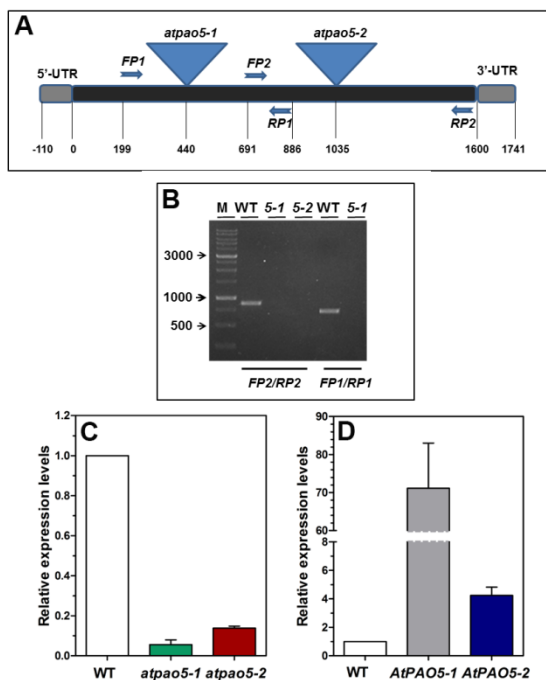 A
atpao5-1
atpao5-2
FP1
FP2
5'-UTR
3'-UTR
RP1
RP2
-110 0 199 440 691 886 1035 1600 1741
B
M WT 5-1 5-2 WT 5-1
3000
1000
500
FP2/RP2 FP1/RP1
C
Relative expression levels
1.2
1.0
0.8
0.6
0.4
0.2
0.0
WT atpao5-1 atpao5-2
D
Relative expression levels
90
80
70
60
8
6
4
2
0
WT AtPAO5-1 AtPAO5-2